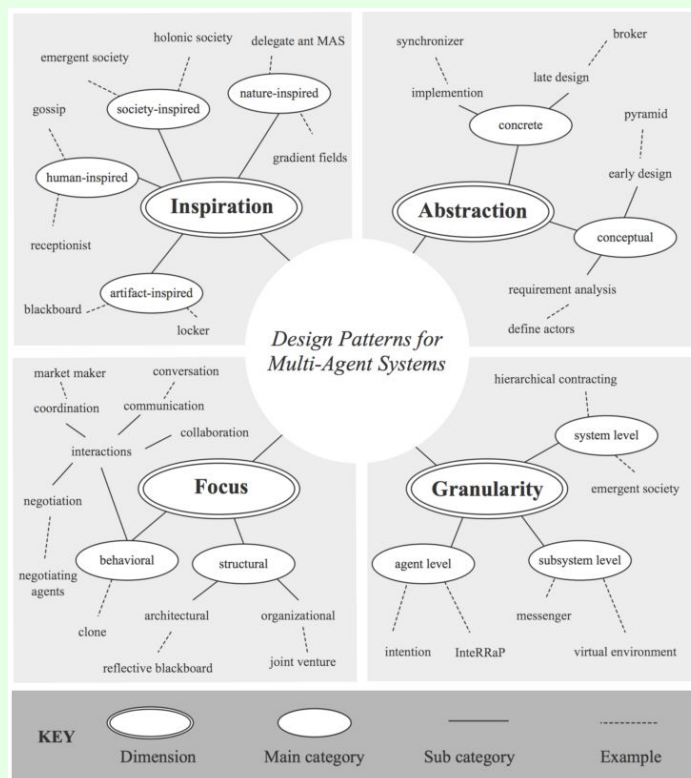 holonic society
delegate ant MAS
emergent society
society-inspired
nature-inspired
gossip
gradient fields
human-inspired
Inspiration
receptionist
artifact-inspired
blackboard
locker
broker
synchronizer
late design
implemention
pyramid
concrete
early design
Abstraction
conceptual
requirement analysis
define actors
Design Patterns for
Multi-Agent Systems
market maker
conversation
coordination
communication
collaboration
interactions
Focus
negotiation
behavioral
structural
negotiating
agents
architectural
organizational
clone
reflective blackboard
joint venture
hierarchical contracting
system level
Granularity
emergent society
agent level
subsystem level
messenger
intention
InteRRaP
virtual environment
KEY
Dimension
Main category
Sub category
Example